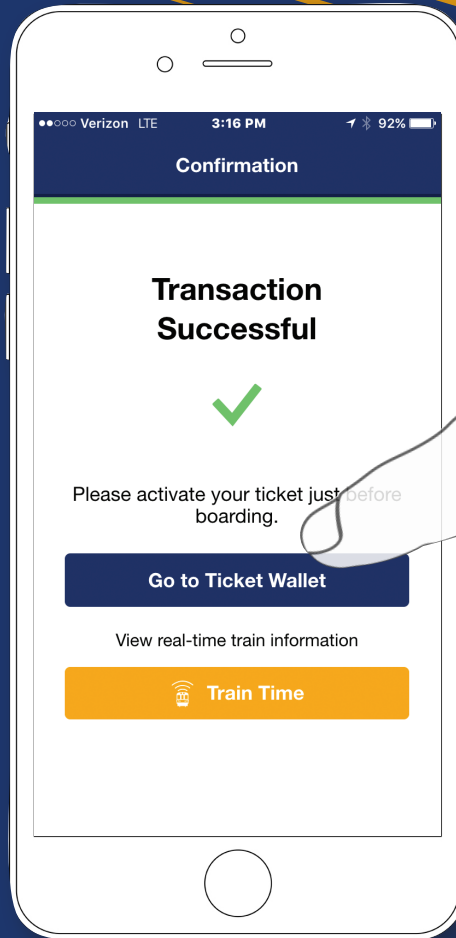 Verizon LTE 3:16 PM 92%
Confirmation
Transaction
Successful
Please activate your ticket just before
boarding.
Go to Ticket Wallet
View real-time train information
Train Time